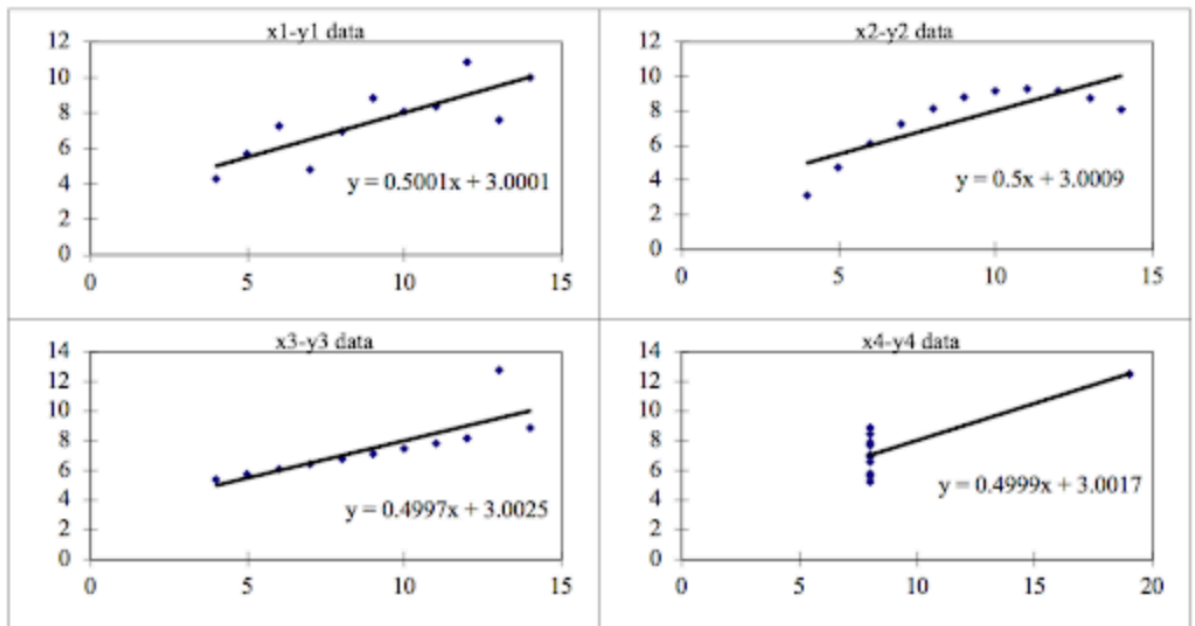 x1-y1 data
12
10
8
6
4
2
0
y = 0.5001x + 3.0001
0 5 10 15
x2-y2 data
12
10
8
6
4
2
0
y = 0.5x + 3.0009
0 5 10 15
x3-y3 data
14
12
10
8
6
4
2
0
y = 0.4997x + 3.0025
0 5 10 15
x4-y4 data
14
12
10
8
6
4
2
0
y = 0.4999x + 3.0017
0 5 10 15 20